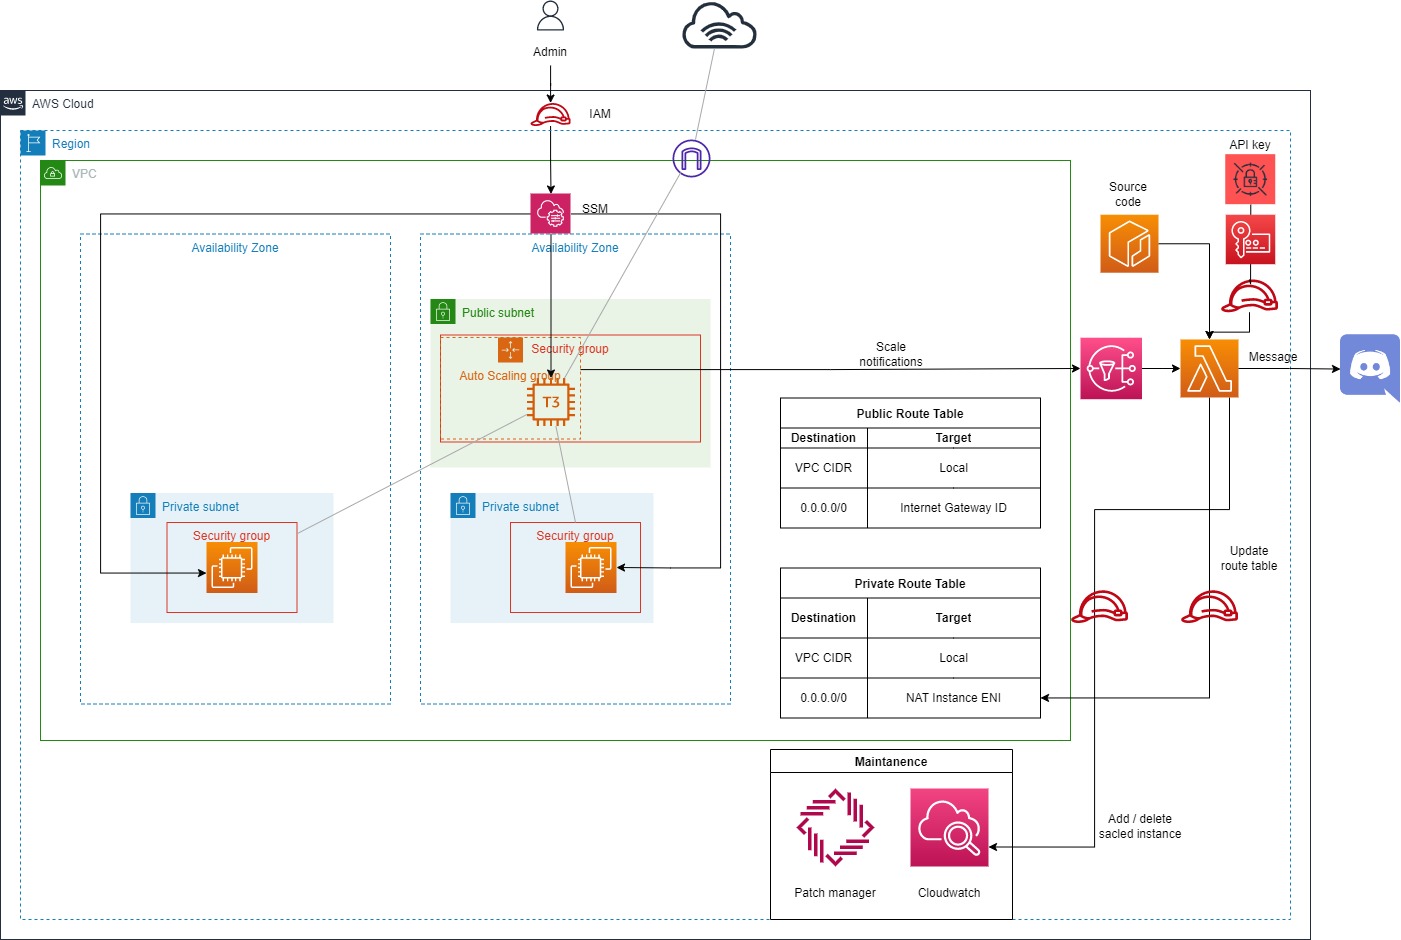 Admin
aws
AWS Cloud
IAM
Region
VPC
API key
Source
code
SSM
Availability Zone
Availability Zone
Public subnet
Security group
Auto Scaling group
T3
Scale
notifications
Message
Public Route Table
Destination
Target
VPC CIDR
Local
0.0.0.0/0
Internet Gateway ID
Private subnet
Security group
Private subnet
Security group
Update
route table
Private Route Table
Destination
Target
VPC CIDR
Local
0.0.0.0/0
NAT Instance ENI
Maintanence
Patch manager
Cloudwatch
Add / delete
sacled instance